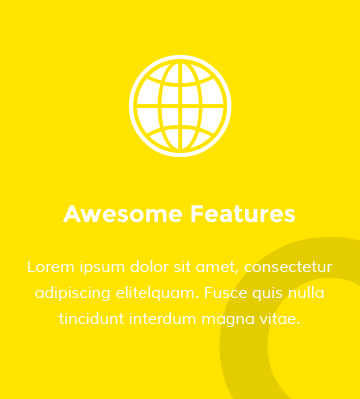 Awesome Features
Lorem ipsum dolor sit amet, consectetur
adipiscing elitelquam. Fusce quis nulla
tincidunt interdum magna vitae.